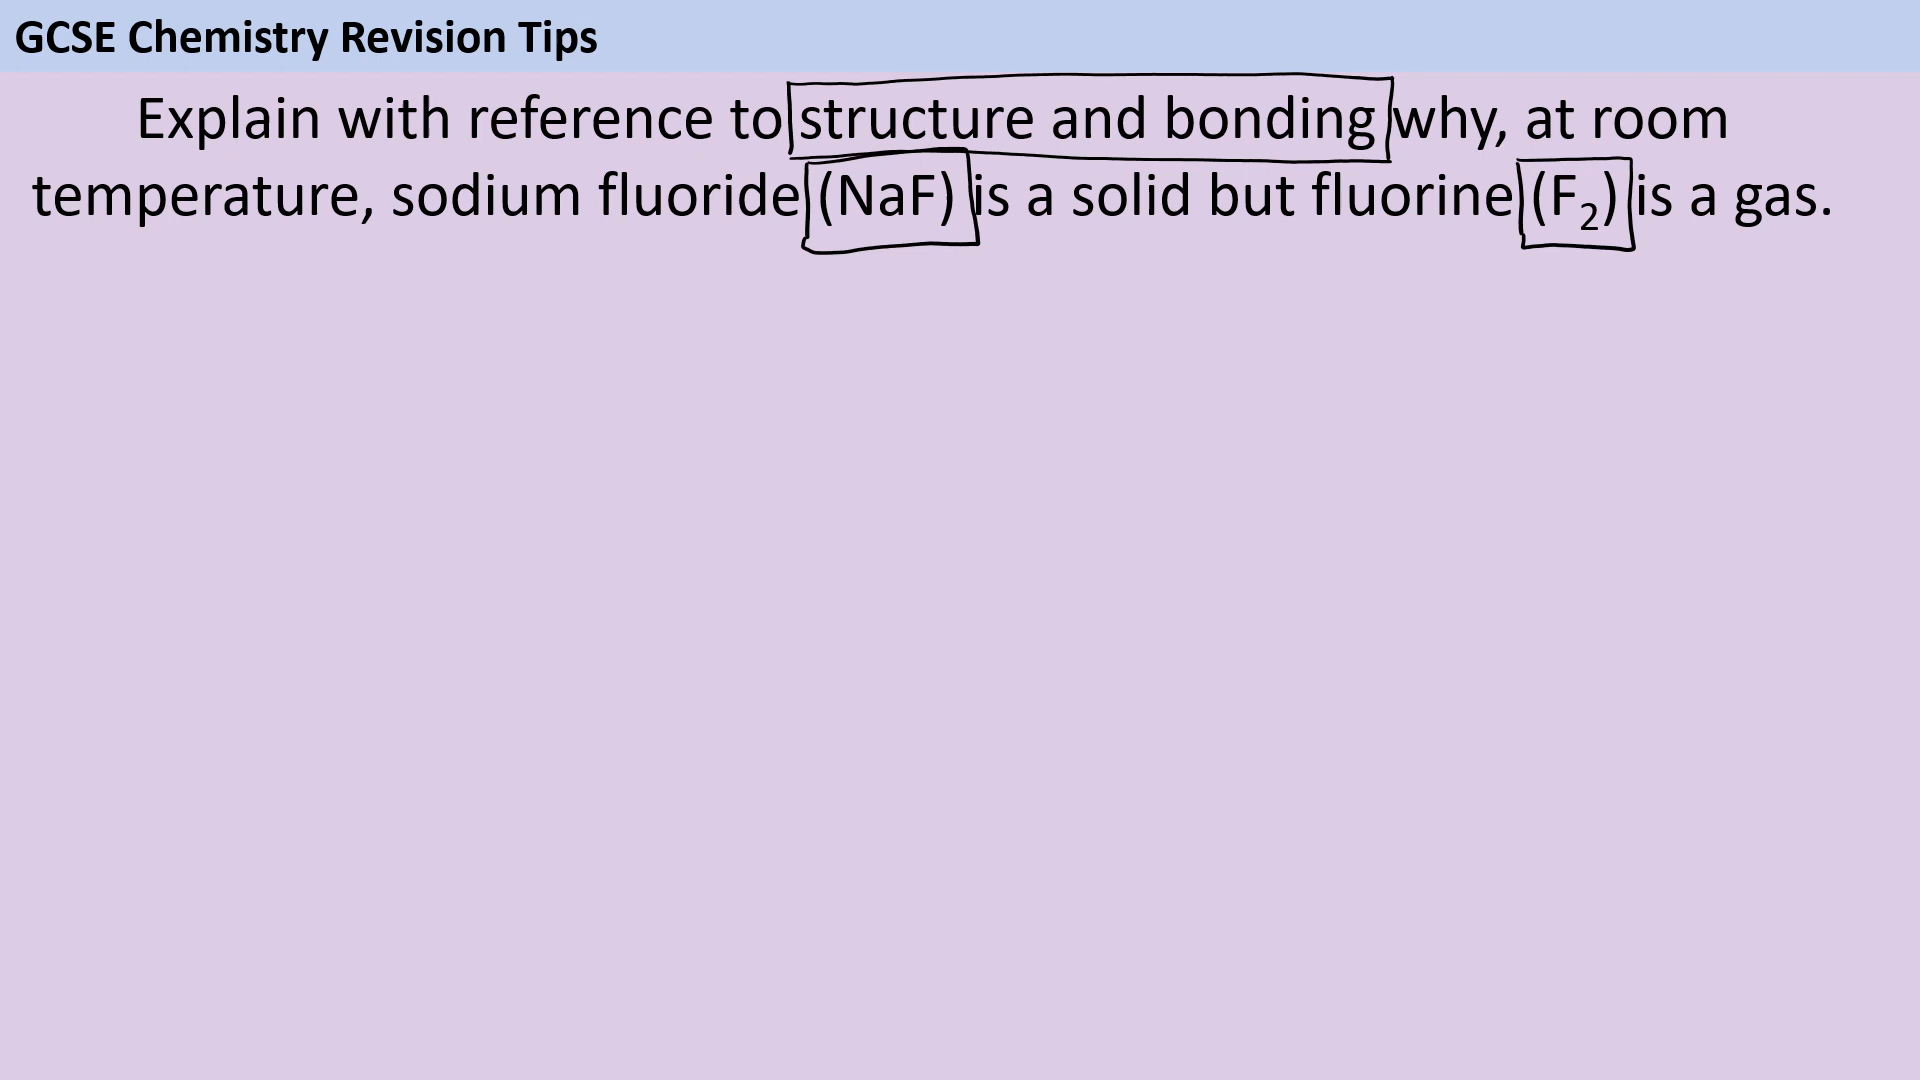 GCSE Chemistry Revision Tips
Explain with reference to structure and bonding why, at room
temperature, sodium fluoride (NaF) is a solid but fluorine (F₂) is a gas.